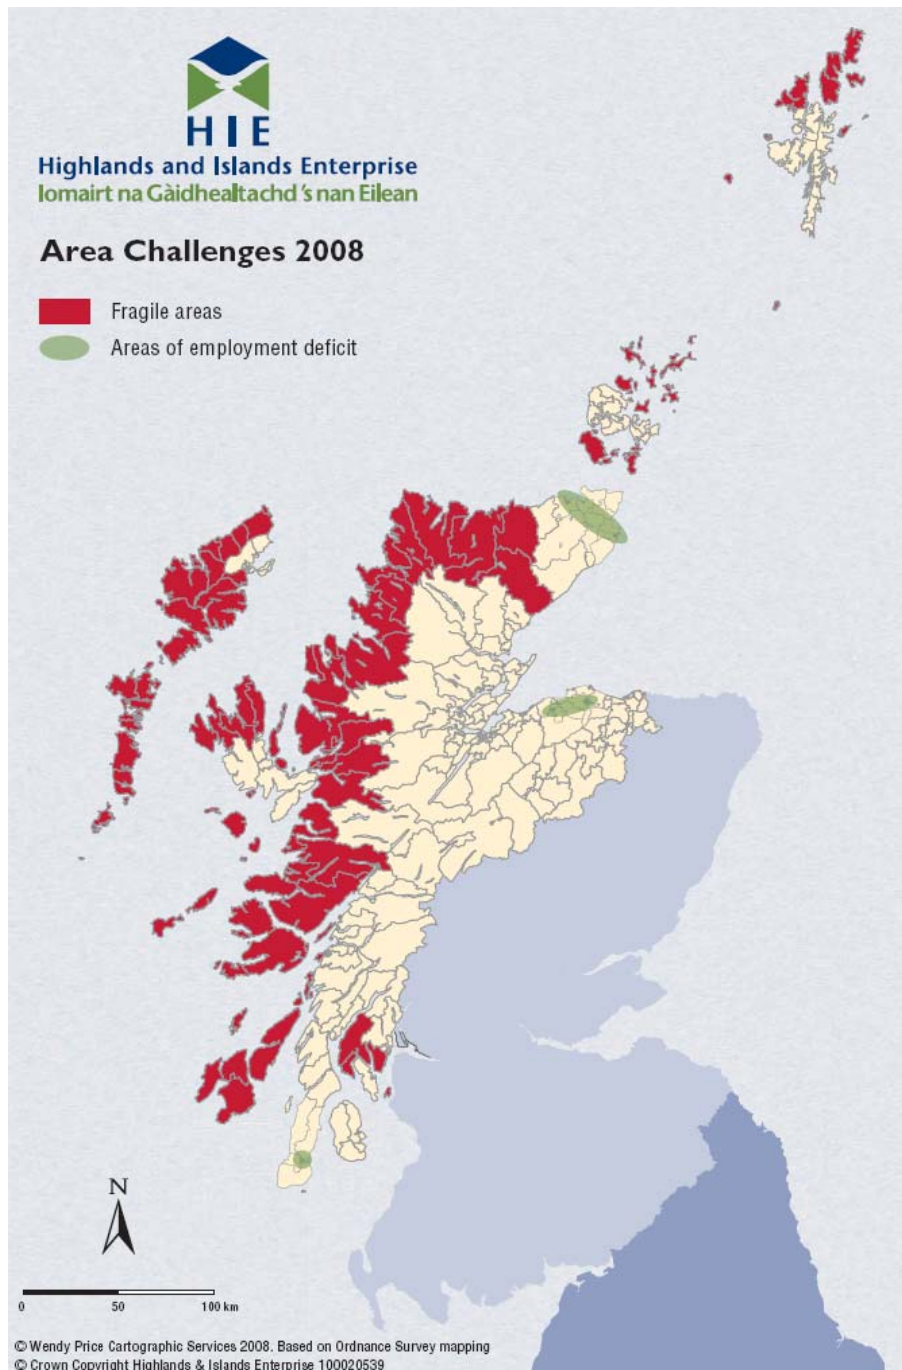 HIE
Highlands and Islands Enterprise
Iomairt na Gàidhealtachd 's nan Eilean
Area Challenges 2008
Fragile areas
Areas of employment deficit
N
0 50 100 km
© Wendy Price Cartographic Services 2008. Based on Ordnance Survey mapping
© Crown Copyright Highlands & Islands Enterprise 100020539